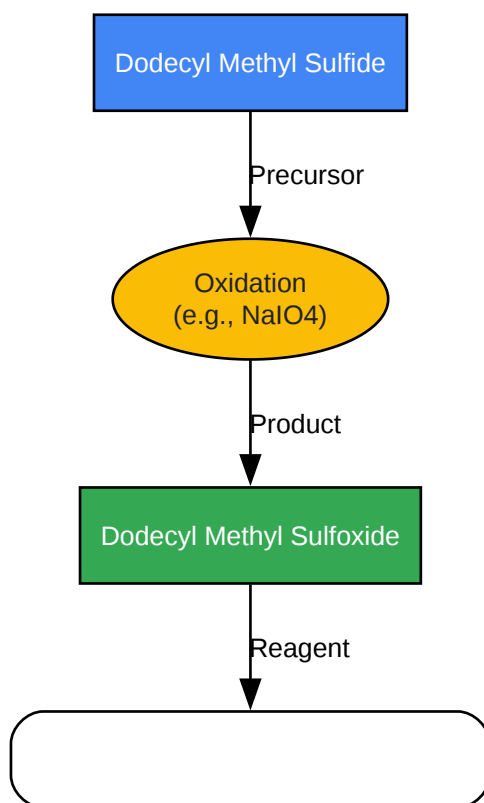 Dodecyl Methyl Sulfide
Precursor
Oxidation
(e.g., NaIO4)
Product
Dodecyl Methyl Sulfoxide
Reagent